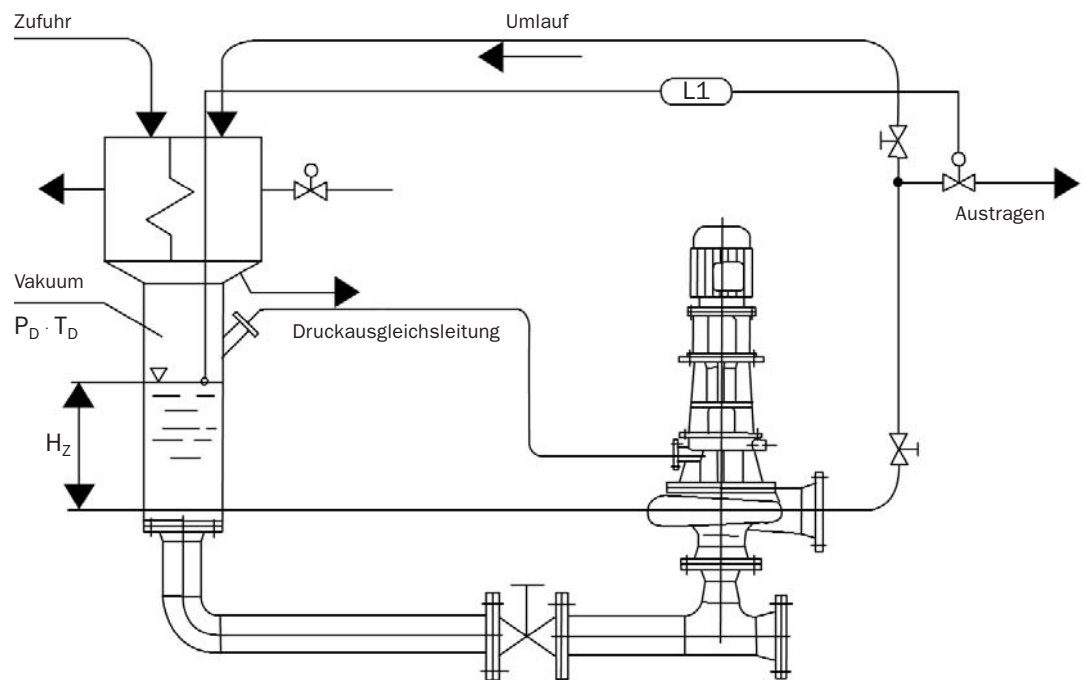 Zufuhr
Umlauf
L1
Austragen
Vakuum
P_D · T_D
Druckausgleichsleitung
H_Z